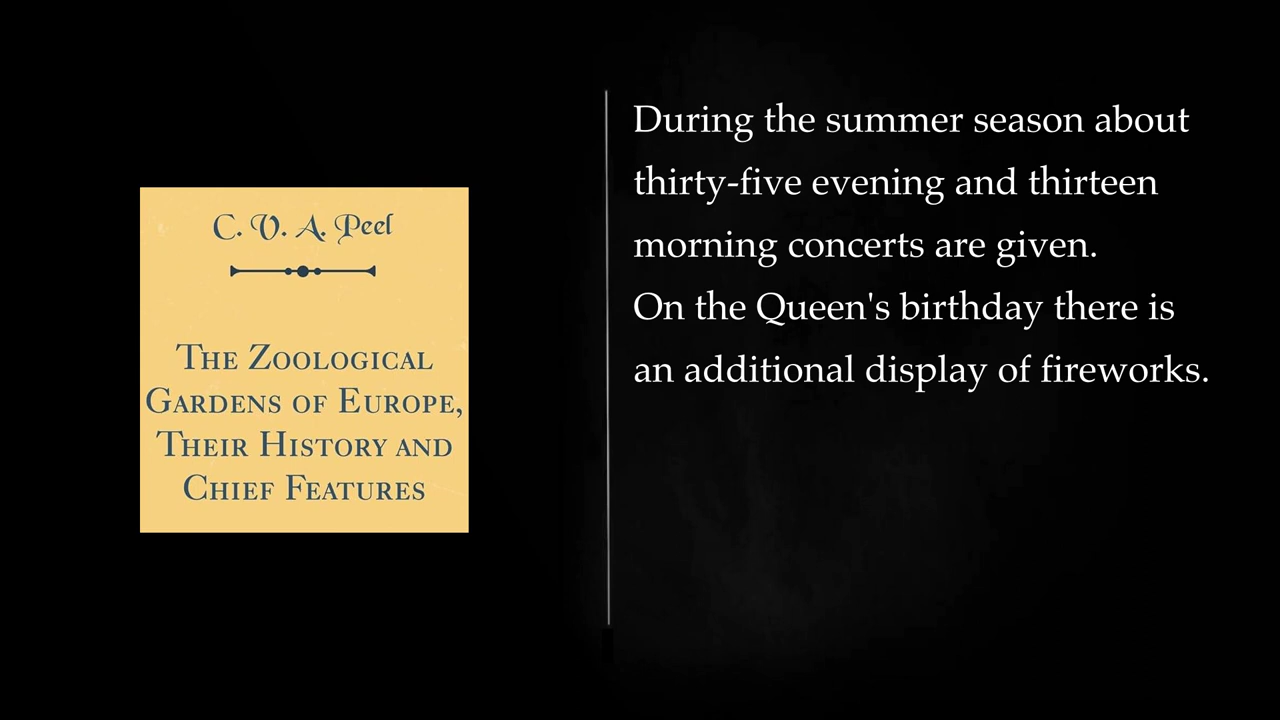 C. V. A. Peel
The Zoological
Gardens of Europe,
Their History and
Chief Features
During the summer season about
thirty-five evening and thirteen
morning concerts are given.
On the Queen's birthday there is
an additional display of fireworks.